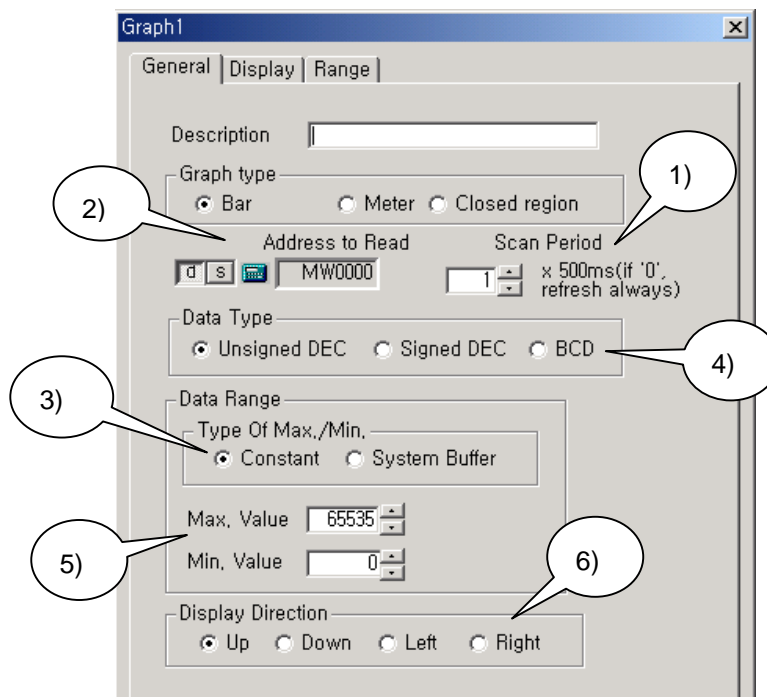 Graph1
General Display Range
Description
Graph type
Bar Meter Closed region
1)
2)
Address to Read Scan Period
d s MW0000 1 x 500ms(if '0', refresh always)
Data Type
Unsigned DEC Signed DEC BCD
4)
3)
Data Range
Type Of Max./Min.
Constant System Buffer
Max. Value 65535
5)
Min. Value 0
6)
Display Direction
Up Down Left Right